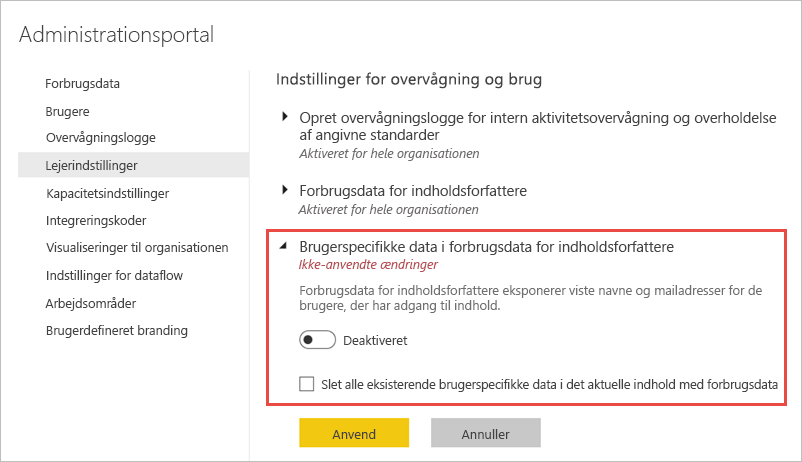 Administrationsportal
Forbrugsdata
Brugere
Overvågningslogge
Lejerindstillinger
Kapacitetsindstillinger
Integreringskoder
Visualiseringer til organisationen
Indstillinger for dataflow
Arbejdsområder
Brugerdefineret branding
Indstillinger for overvågning og brug
Opret overvågningslogge for intern aktivitetsovervågning og overholdelse
af angivne standarder
Aktiveret for hele organisationen
Forbrugsdata for indholdsforfattere
Aktiveret for hele organisationen
Brugerspecifikke data i forbrugsdata for indholdsforfattere
Ikke-anvendte ændringer
Forbrugsdata for indholdsforfattere eksponerer viste navne og mailadresser for de
brugere, der har adgang til indhold.
Deaktiveret
Slet alle eksisterende brugerspecifikke data i det aktuelle indhold med forbrugsdata
Anvend
Annuller